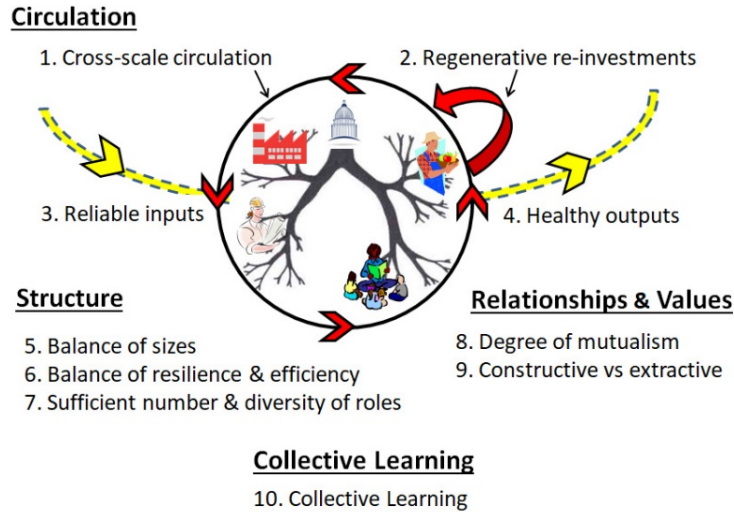 Circulation
1. Cross-scale circulation
2. Regenerative re-investments
3. Reliable inputs
4. Healthy outputs
Structure
5. Balance of sizes
6. Balance of resilience & efficiency
7. Sufficient number & diversity of roles
Relationships & Values
8. Degree of mutualism
9. Constructive vs extractive
Collective Learning
10. Collective Learning